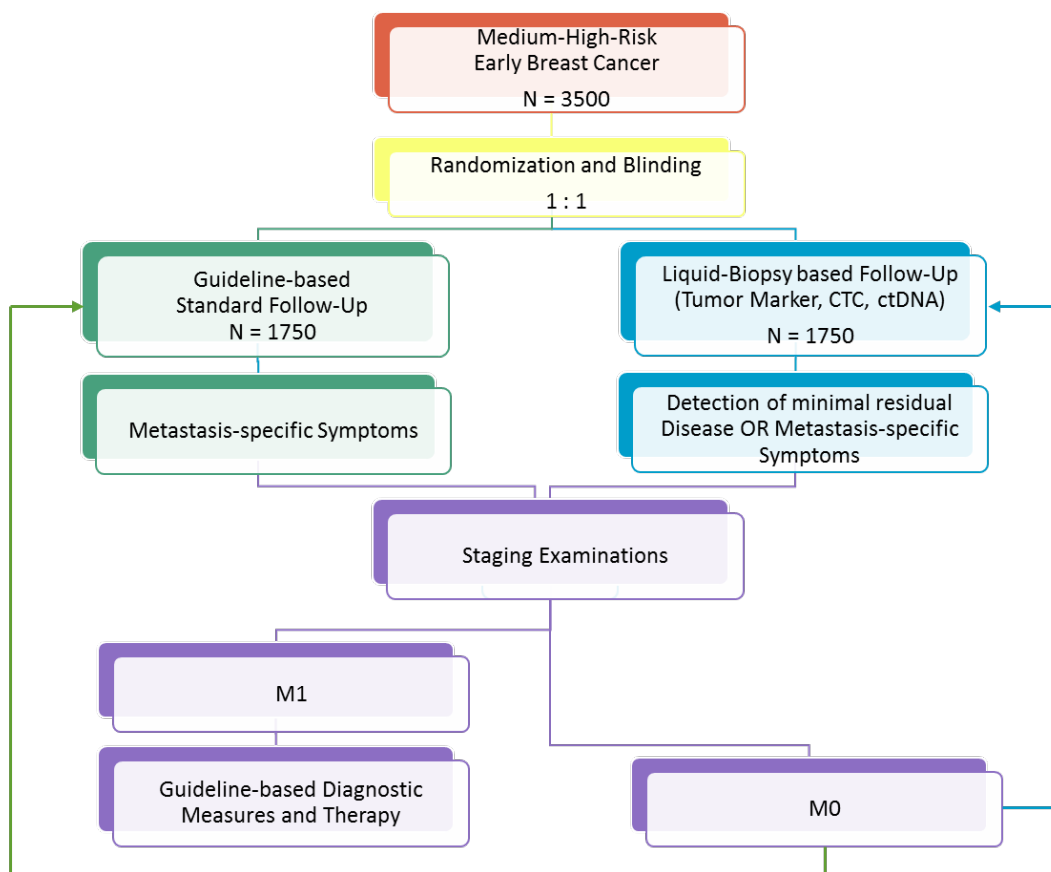 Medium-High-Risk
Early Breast Cancer
N = 3500
Randomization and Blinding
1 : 1
Guideline-based
Standard Follow-Up
N = 1750
Liquid-Biopsy based Follow-Up
(Tumor Marker, CTC, ctDNA)
N = 1750
Metastasis-specific Symptoms
Detection of minimal residual
Disease OR Metastasis-specific
Symptoms
Staging Examinations
M1
Guideline-based Diagnostic
Measures and Therapy
M0